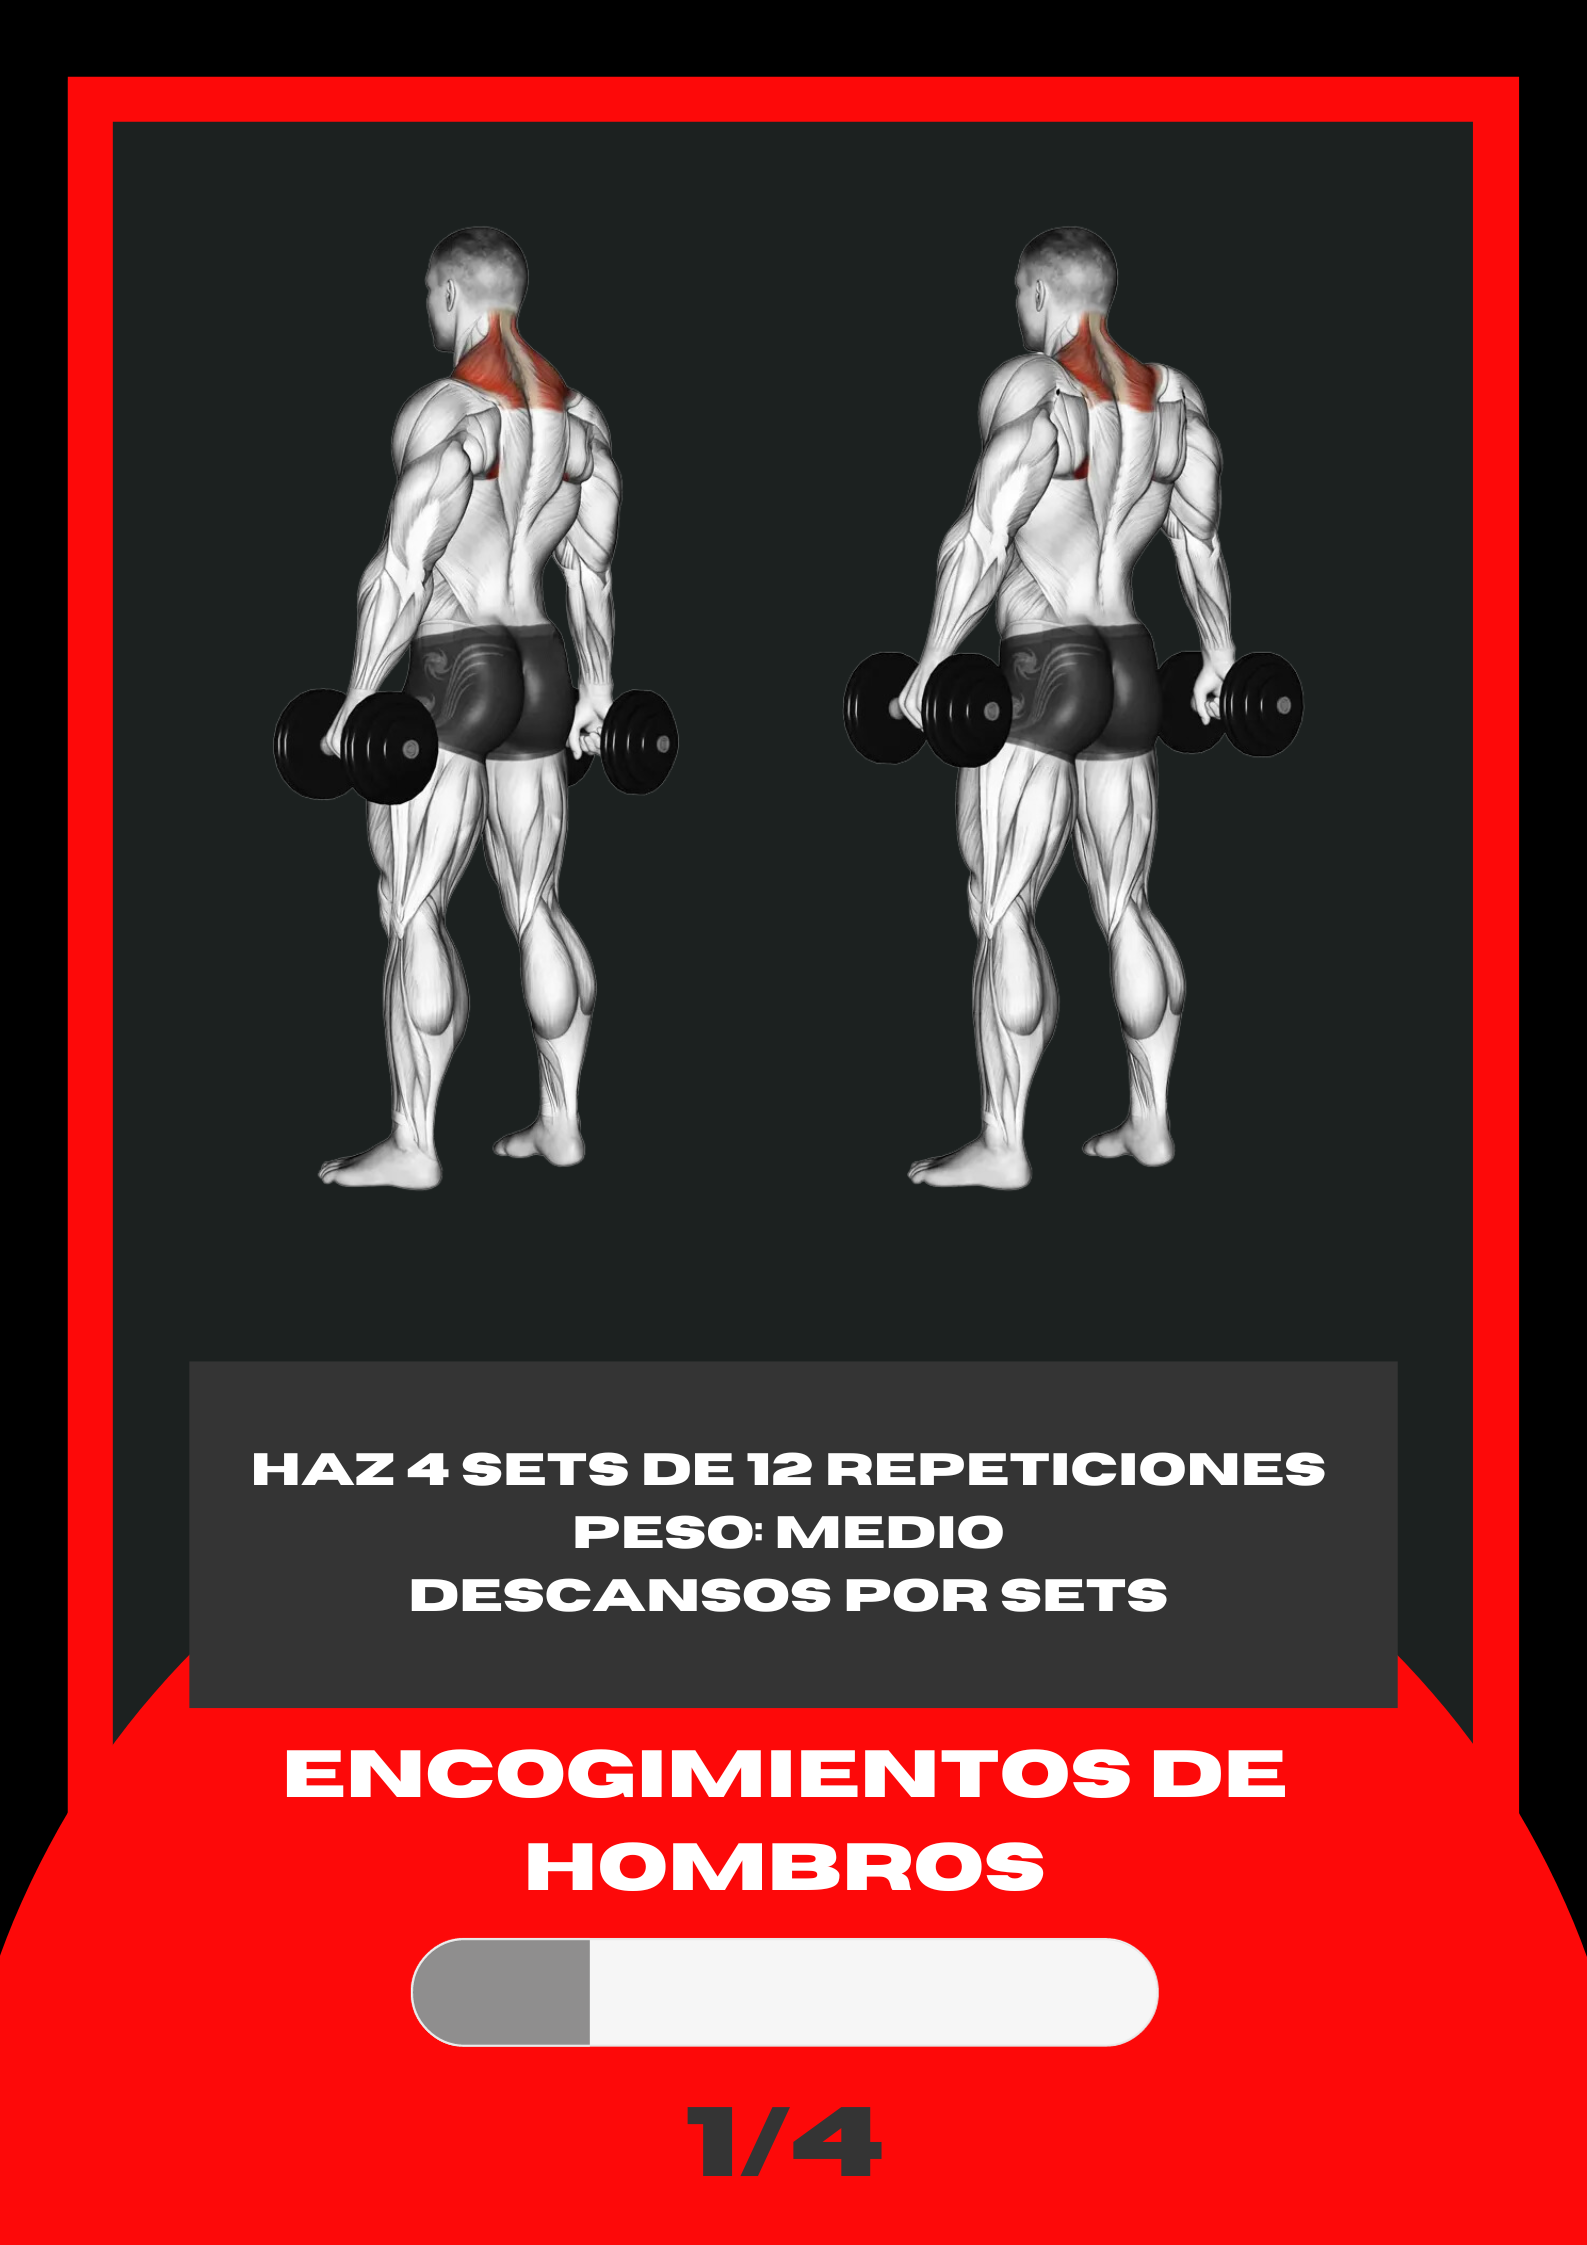 HAZ 4 SETS DE 12 REPETICIONES
PESO: MEDIO
DESCANSOS POR SETS
ENCOGIMIENTOS DE
HOMBROS
1/4